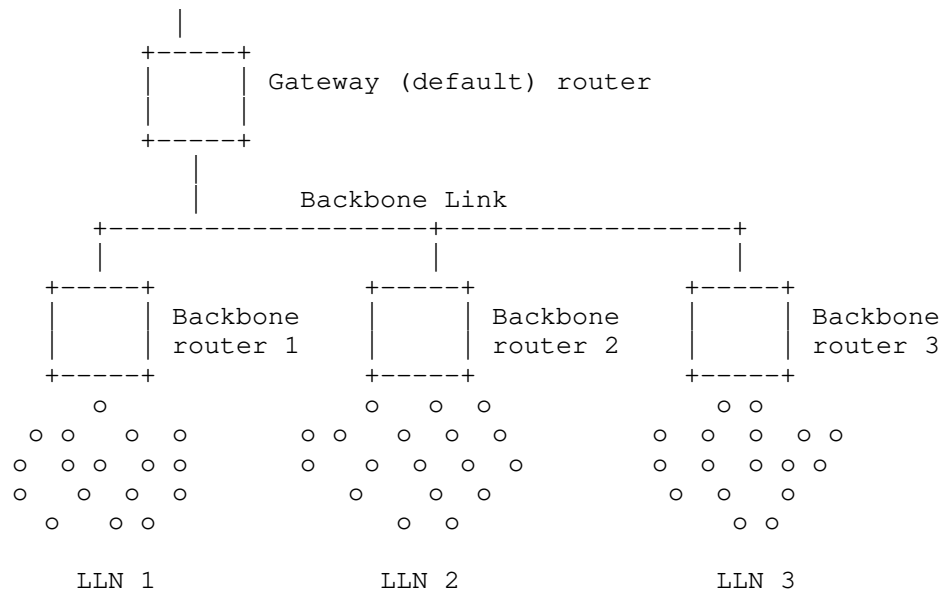 Gateway (default) router
Backbone Link
Backbone Backbone Backbone
router 1 router 2 router 3
LLN 1 LLN 2 LLN 3